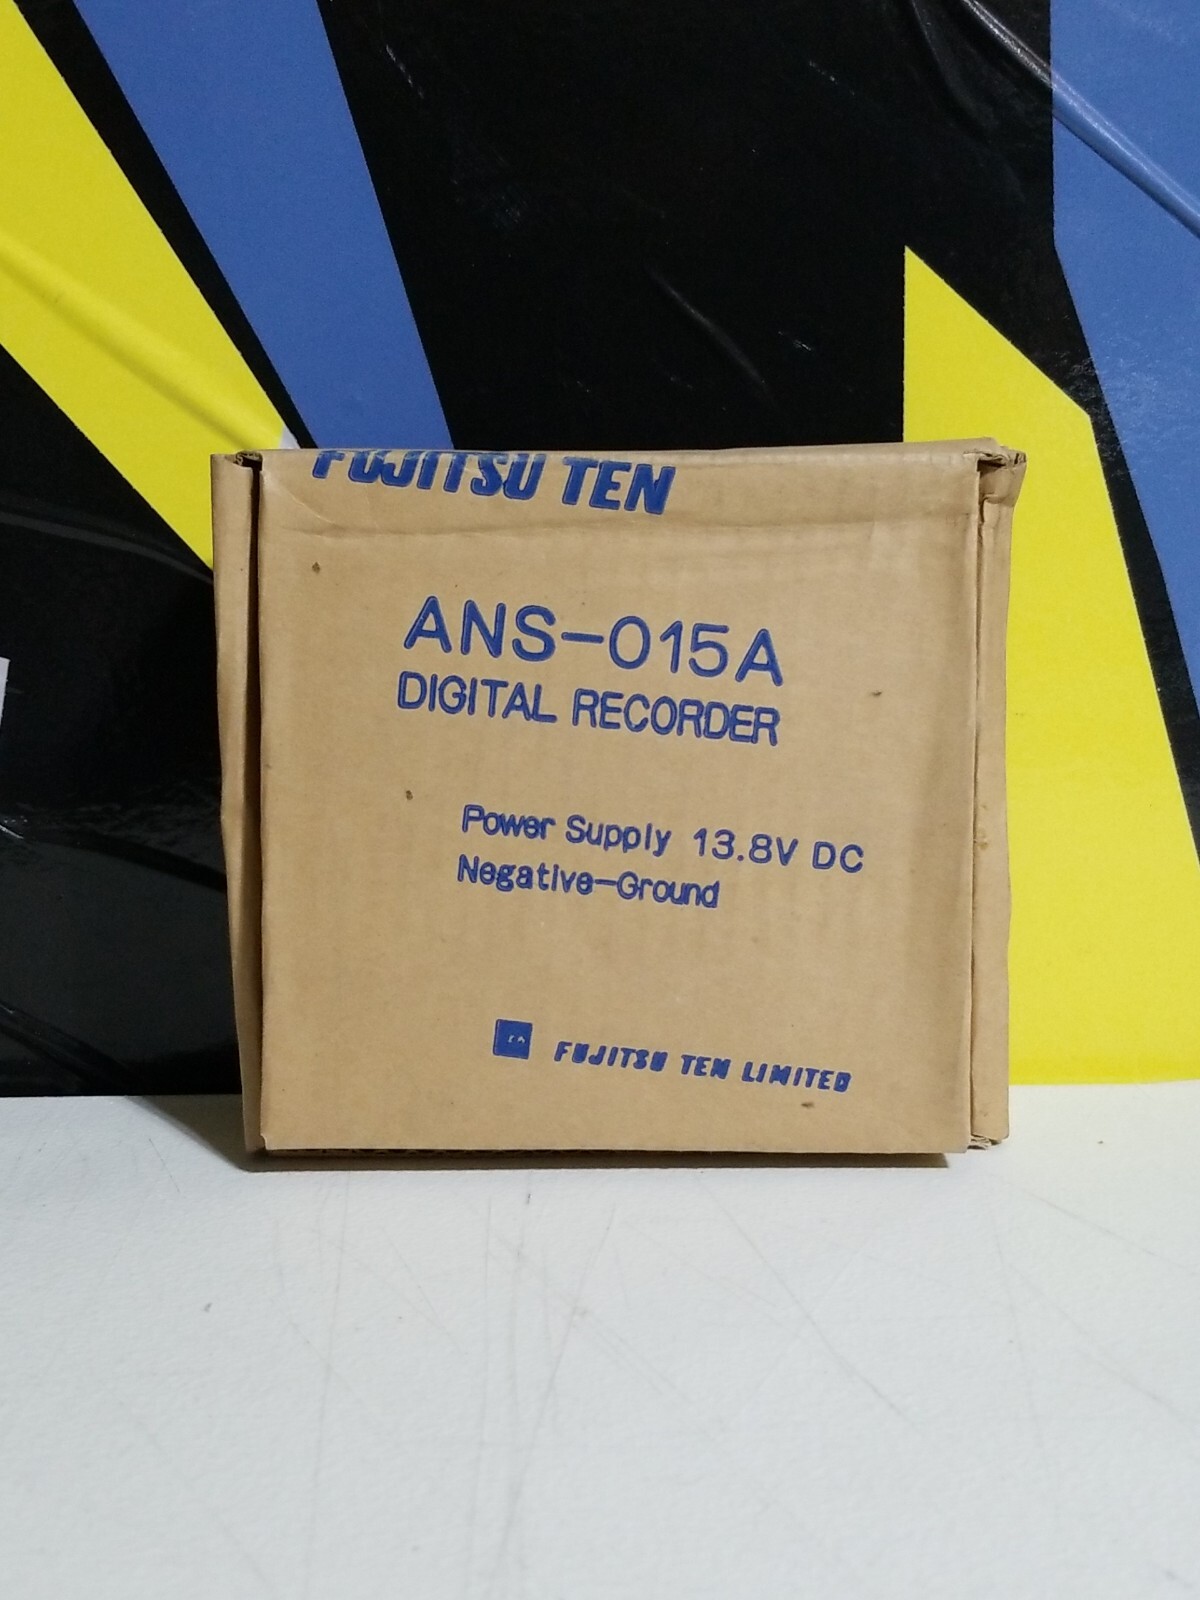 FUJITSU TEN
ANS-015A
DIGITAL RECORDER
Power Supply 13.8V DC
Negative-Ground
FUJITSU TEN LIMITED